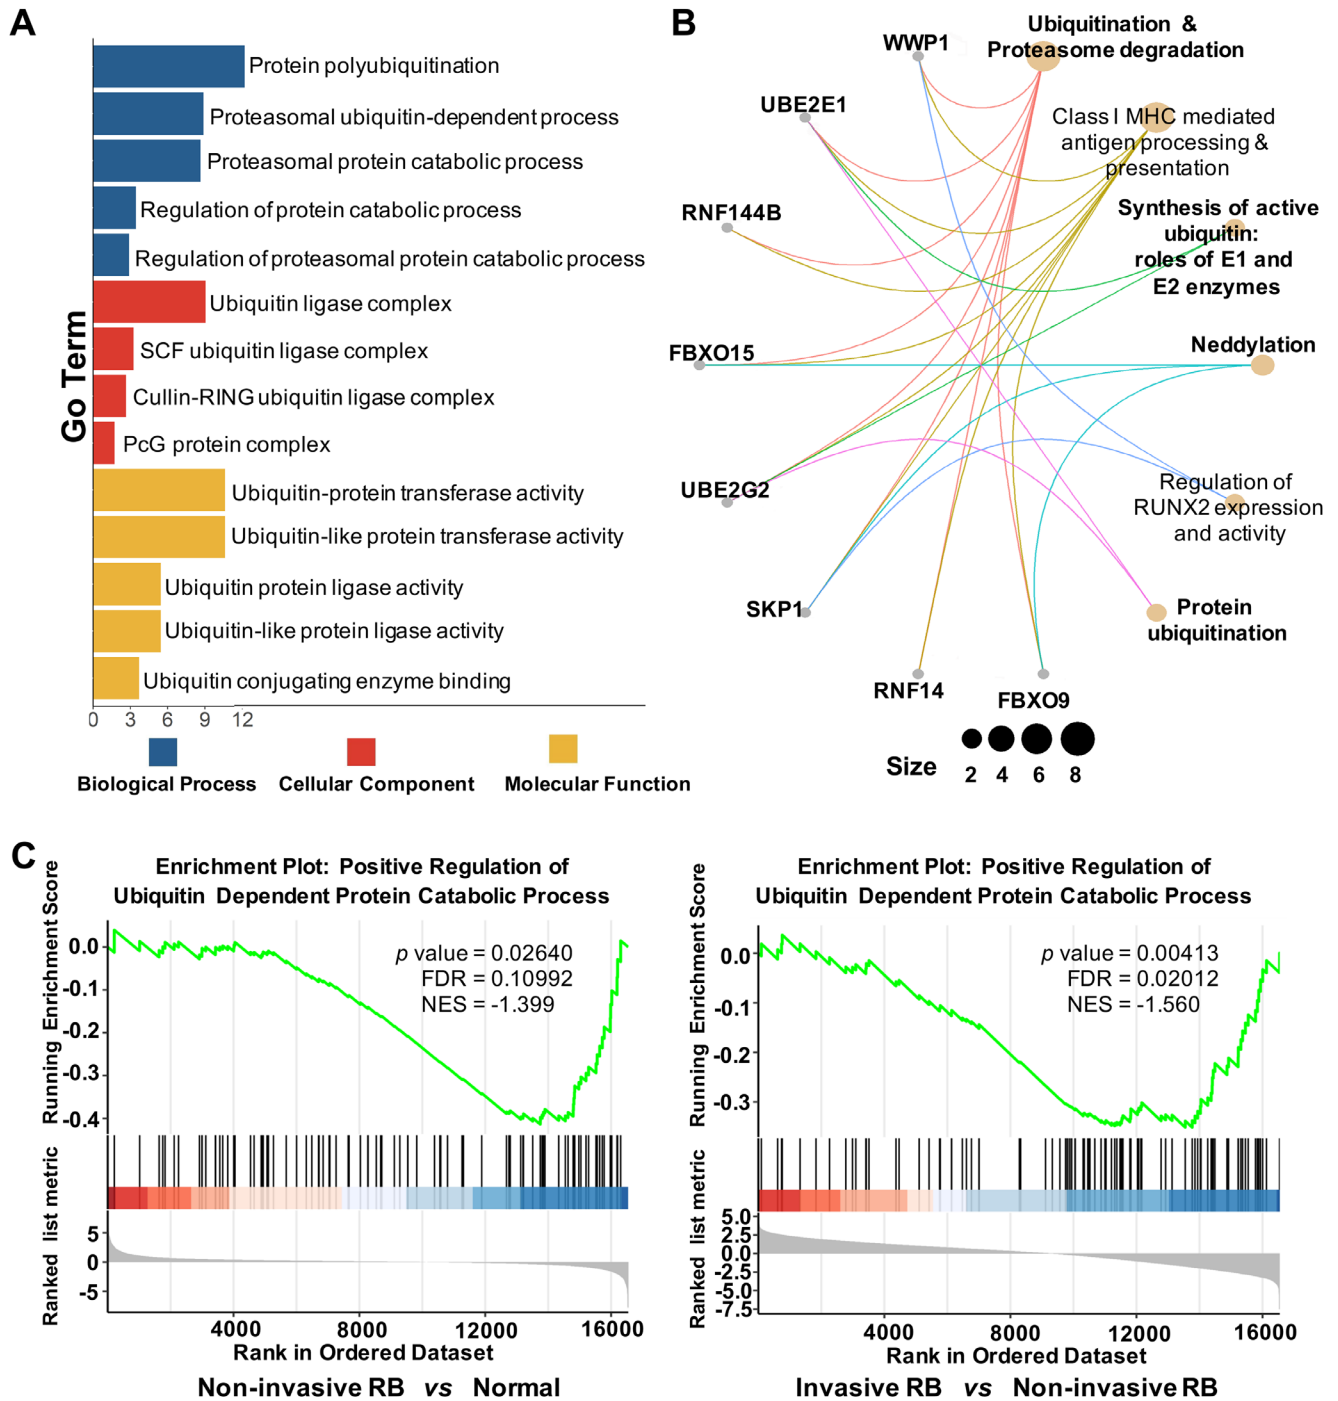 A
Go Term
Protein polyubiquitination
Proteasomal ubiquitin-dependent process
Proteasomal protein catabolic process
Regulation of protein catabolic process
Regulation of proteasomal protein catabolic process
Ubiquitin ligase complex
SCF ubiquitin ligase complex
Cullin-RING ubiquitin ligase complex
PcG protein complex
Ubiquitin-protein transferase activity
Ubiquitin-like protein transferase activity
Ubiquitin protein ligase activity
Ubiquitin-like protein ligase activity
Ubiquitin conjugating enzyme binding
0 3 6 9 12
Biological Process Cellular Component Molecular Function
B
WWP1
UBE2E1
RNF144B
FBXO15
UBE2G2
SKP1
RNF14
FBXO9
Ubiquitination &
Proteasome degradation
Class I MHC mediated
antigen processing &
presentation
Synthesis of active
ubiquitin:
roles of E1 and
E2 enzymes
Neddylation
Regulation of
RUNX2 expression
and activity
Protein
ubiquitination
Size
2 4 6 8
C
Enrichment Plot: Positive Regulation of
Ubiquitin Dependent Protein Catabolic Process
Running Enrichment Score
0.0
-0.1
-0.2
-0.3
-0.4
p value = 0.02640
FDR = 0.10992
NES = -1.399
Ranked list metric
5
0
-5
4000 8000 12000 16000
Rank in Ordered Dataset
Non-invasive RB vs Normal
Enrichment Plot: Positive Regulation of
Ubiquitin Dependent Protein Catabolic Process
Running Enrichment Score
0.0
-0.1
-0.2
-0.3
p value = 0.00413
FDR = 0.02012
NES = -1.560
Ranked list metric
5.0
2.5
0.0
-2.5
-5.0
-7.5
4000 8000 12000 16000
Rank in Ordered Dataset
Invasive RB vs Non-invasive RB